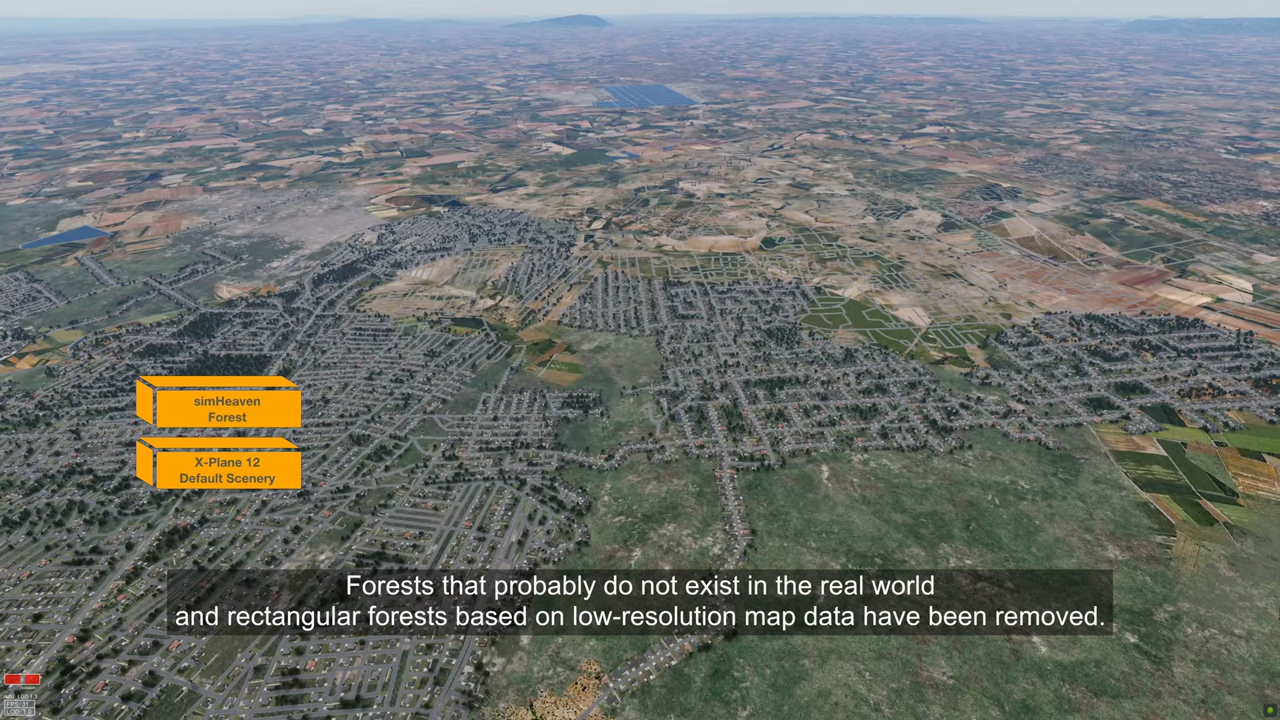 simHeaven
Forest
X-Plane 12
Default Scenery
Forests that probably do not exist in the real world
and rectangular forests based on low-resolution map data have been removed.